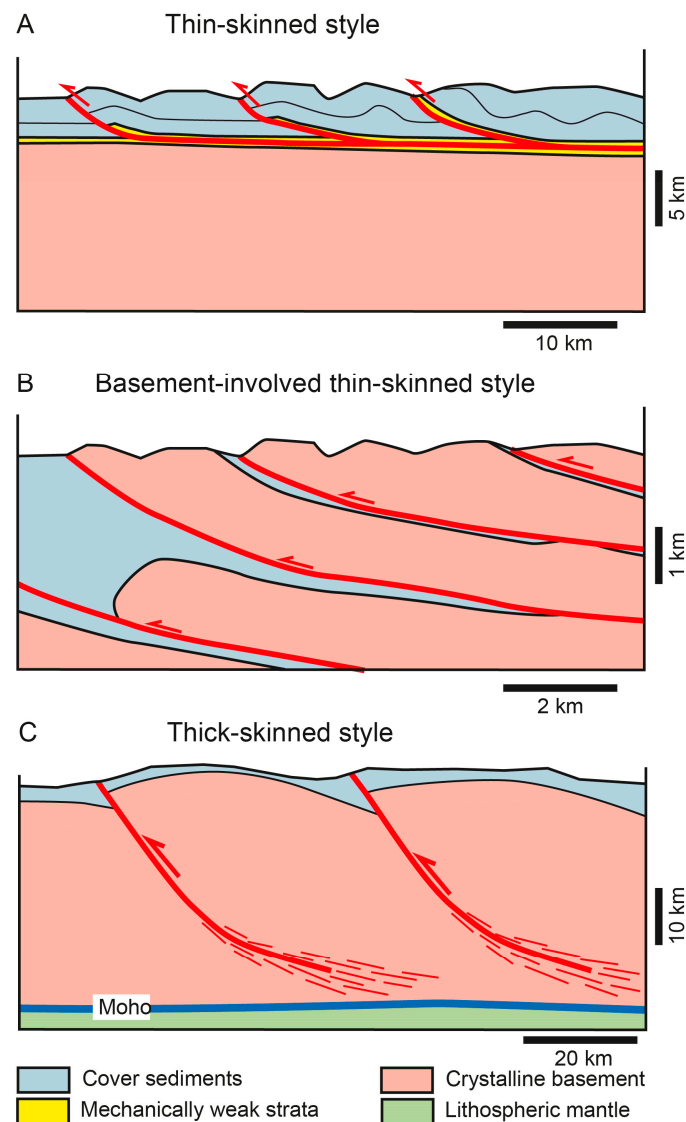 A Thin-skinned style
5 km
10 km
B Basement-involved thin-skinned style
1 km
2 km
C Thick-skinned style
10 km
Moho
20 km
Cover sediments
Crystalline basement
Mechanically weak strata
Lithospheric mantle